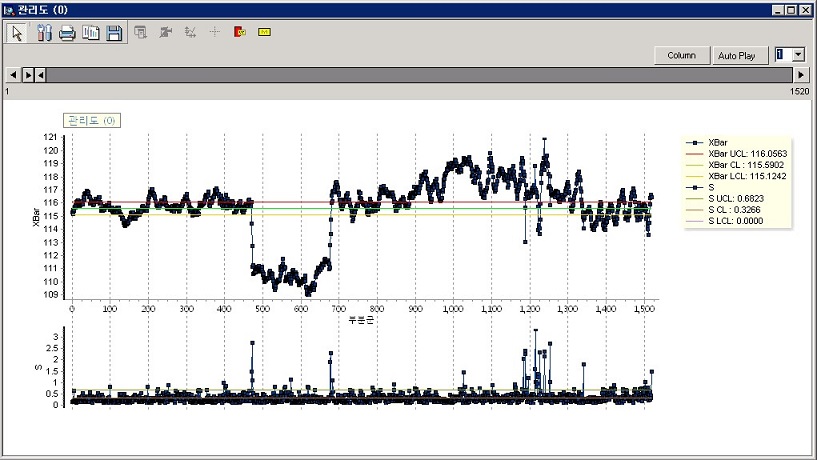 관리도 (0)
Column
Auto Play
1
1
1520
관리도 (0)
121
120
119
118
117
116
115
114
113
112
111
110
109
XBar
0
100
200
300
400
500
600
700
800
900
1,000
1,100
1,200
1,300
1,400
1,500
부분군
3
2.5
2
1.5
1
0.5
0
S
XBar
XBar UCL: 116.0563
XBar CL : 115.5902
XBar LCL: 115.1242
S
S UCL: 0.6823
S CL : 0.3266
S LCL: 0.0000